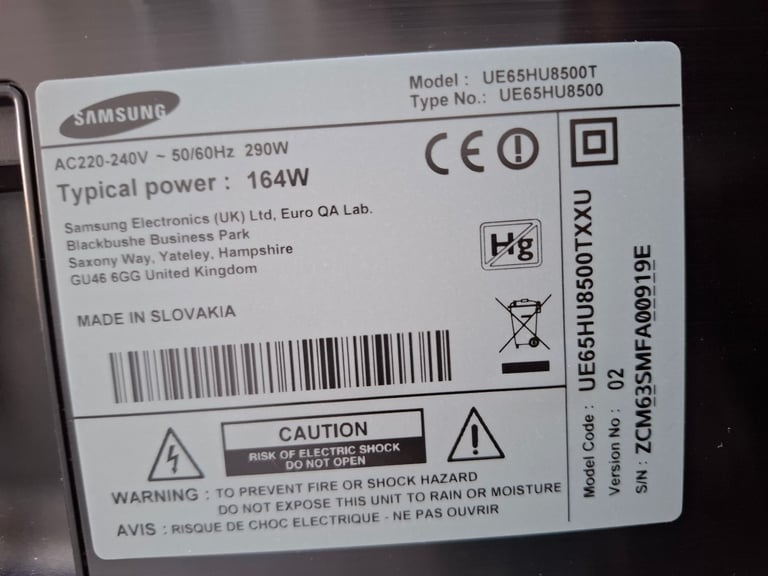 SAMSUNG
Model : UE65HU8500T
Type No.: UE65HU8500
AC220-240V ~ 50/60Hz 290W
Typical power : 164W
Samsung Electronics (UK) Ltd, Euro QA Lab.
Blackbushe Business Park
Saxony Way, Yateley, Hampshire
GU46 6GG United Kingdom
MADE IN SLOVAKIA
CE
Hg
CAUTION
RISK OF ELECTRIC SHOCK
DO NOT OPEN
WARNING : TO PREVENT FIRE OR SHOCK HAZARD
DO NOT EXPOSE THIS UNIT TO RAIN OR MOISTURE
AVIS : RISQUE DE CHOC ELECTRIQUE - NE PAS OUVRIR
Model Code : UE65HU8500TXXU
Version No : 02
S/N : ZCM63SMFA00919E